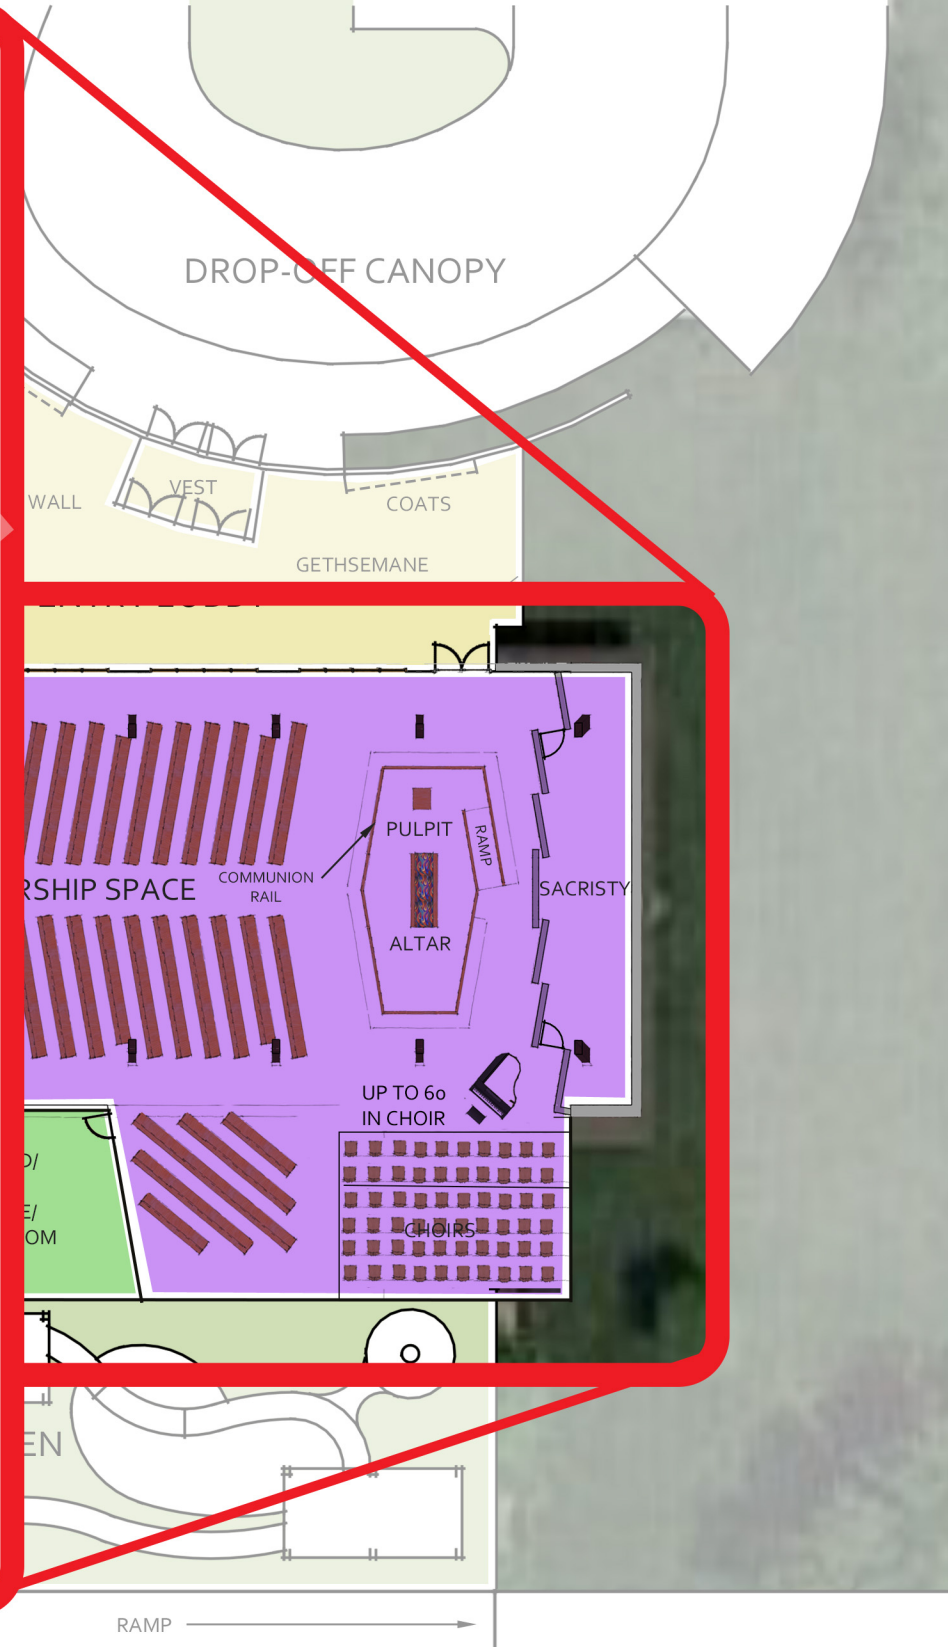 DROP-OFF CANOPY
WALL
VEST
COATS
GETHSEMANE
PULPIT
RAMP
COMMUNION
RAIL
RSHIP SPACE
SACRISTY
ALTAR
UP TO 60
IN CHOIR
D/
E/
OM
CHOIRS
EN
RAMP